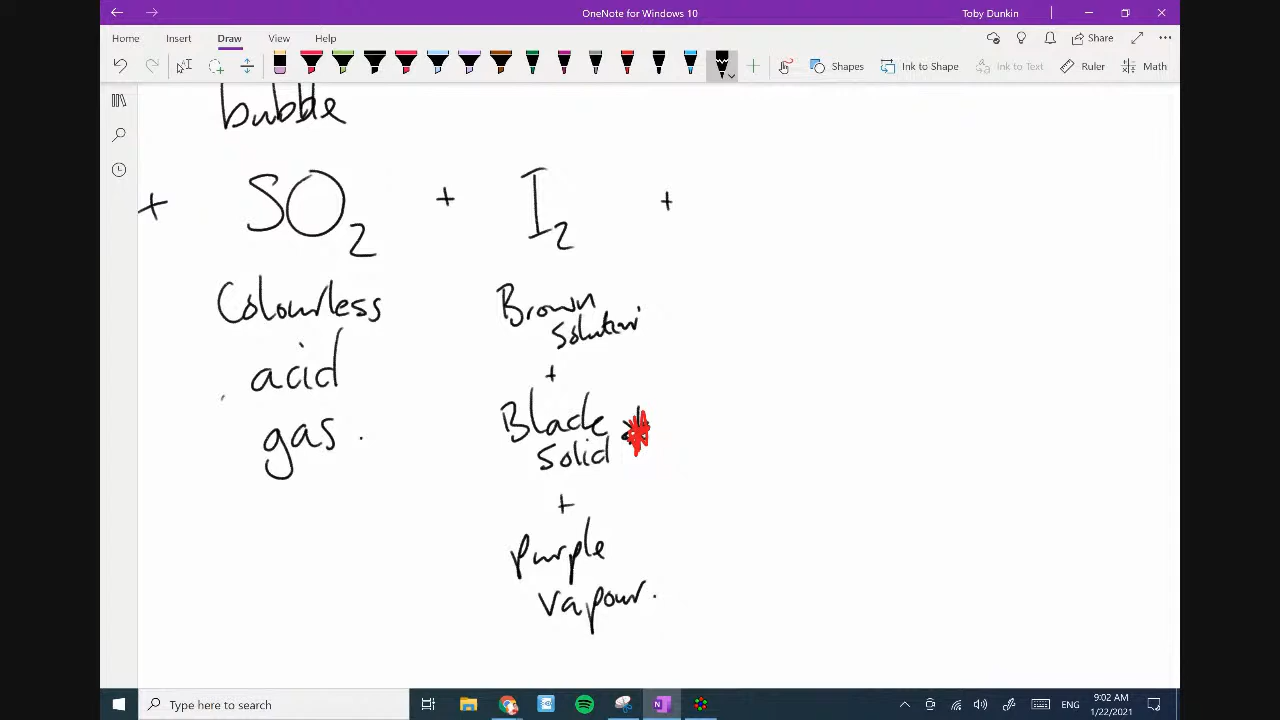 OneNote for Windows 10
Toby Dunkin
Home
Insert
Draw
View
Help
Share
Shapes
Ink to Shape
Ink to Text
Ruler
Math
bubble
+ SO2 + I2 +
Colourless
acid
gas.
Brown
solution
+
Black
solid
+
purple
vapour.
Type here to search
ENG
9:02 AM
1/22/2021